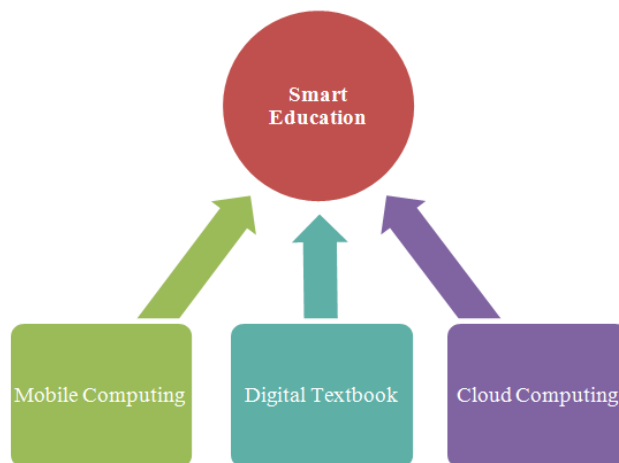 Smart
Education
Mobile Computing
Digital Textbook
Cloud Computing